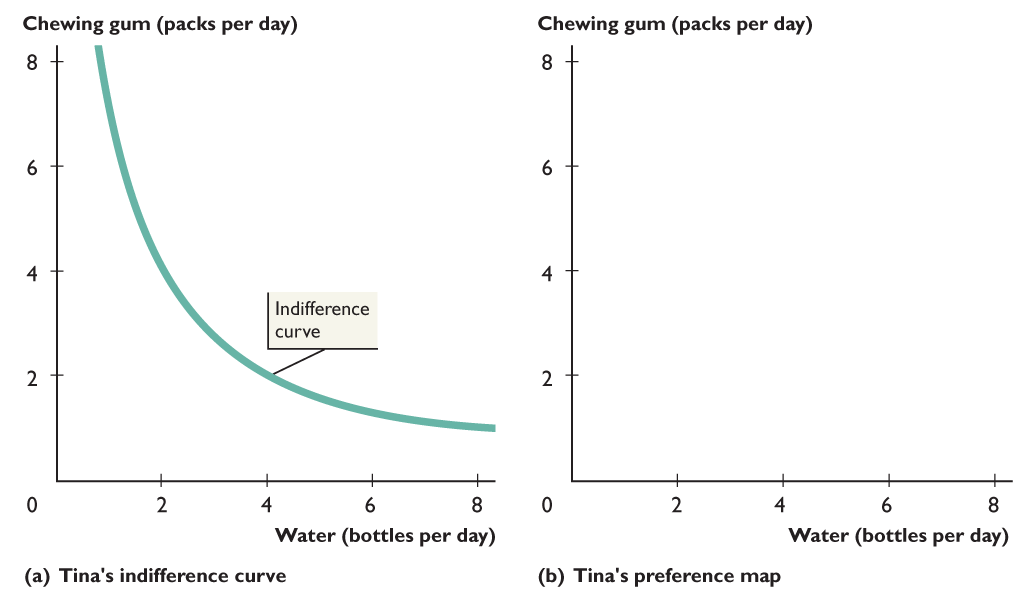 Chewing gum (packs per day)
8
6
4
2
0
2 4 6 8
Indifference
curve
Water (bottles per day)
(a) Tina's indifference curve
Chewing gum (packs per day)
8
6
4
2
0
2 4 6 8
Water (bottles per day)
(b) Tina's preference map